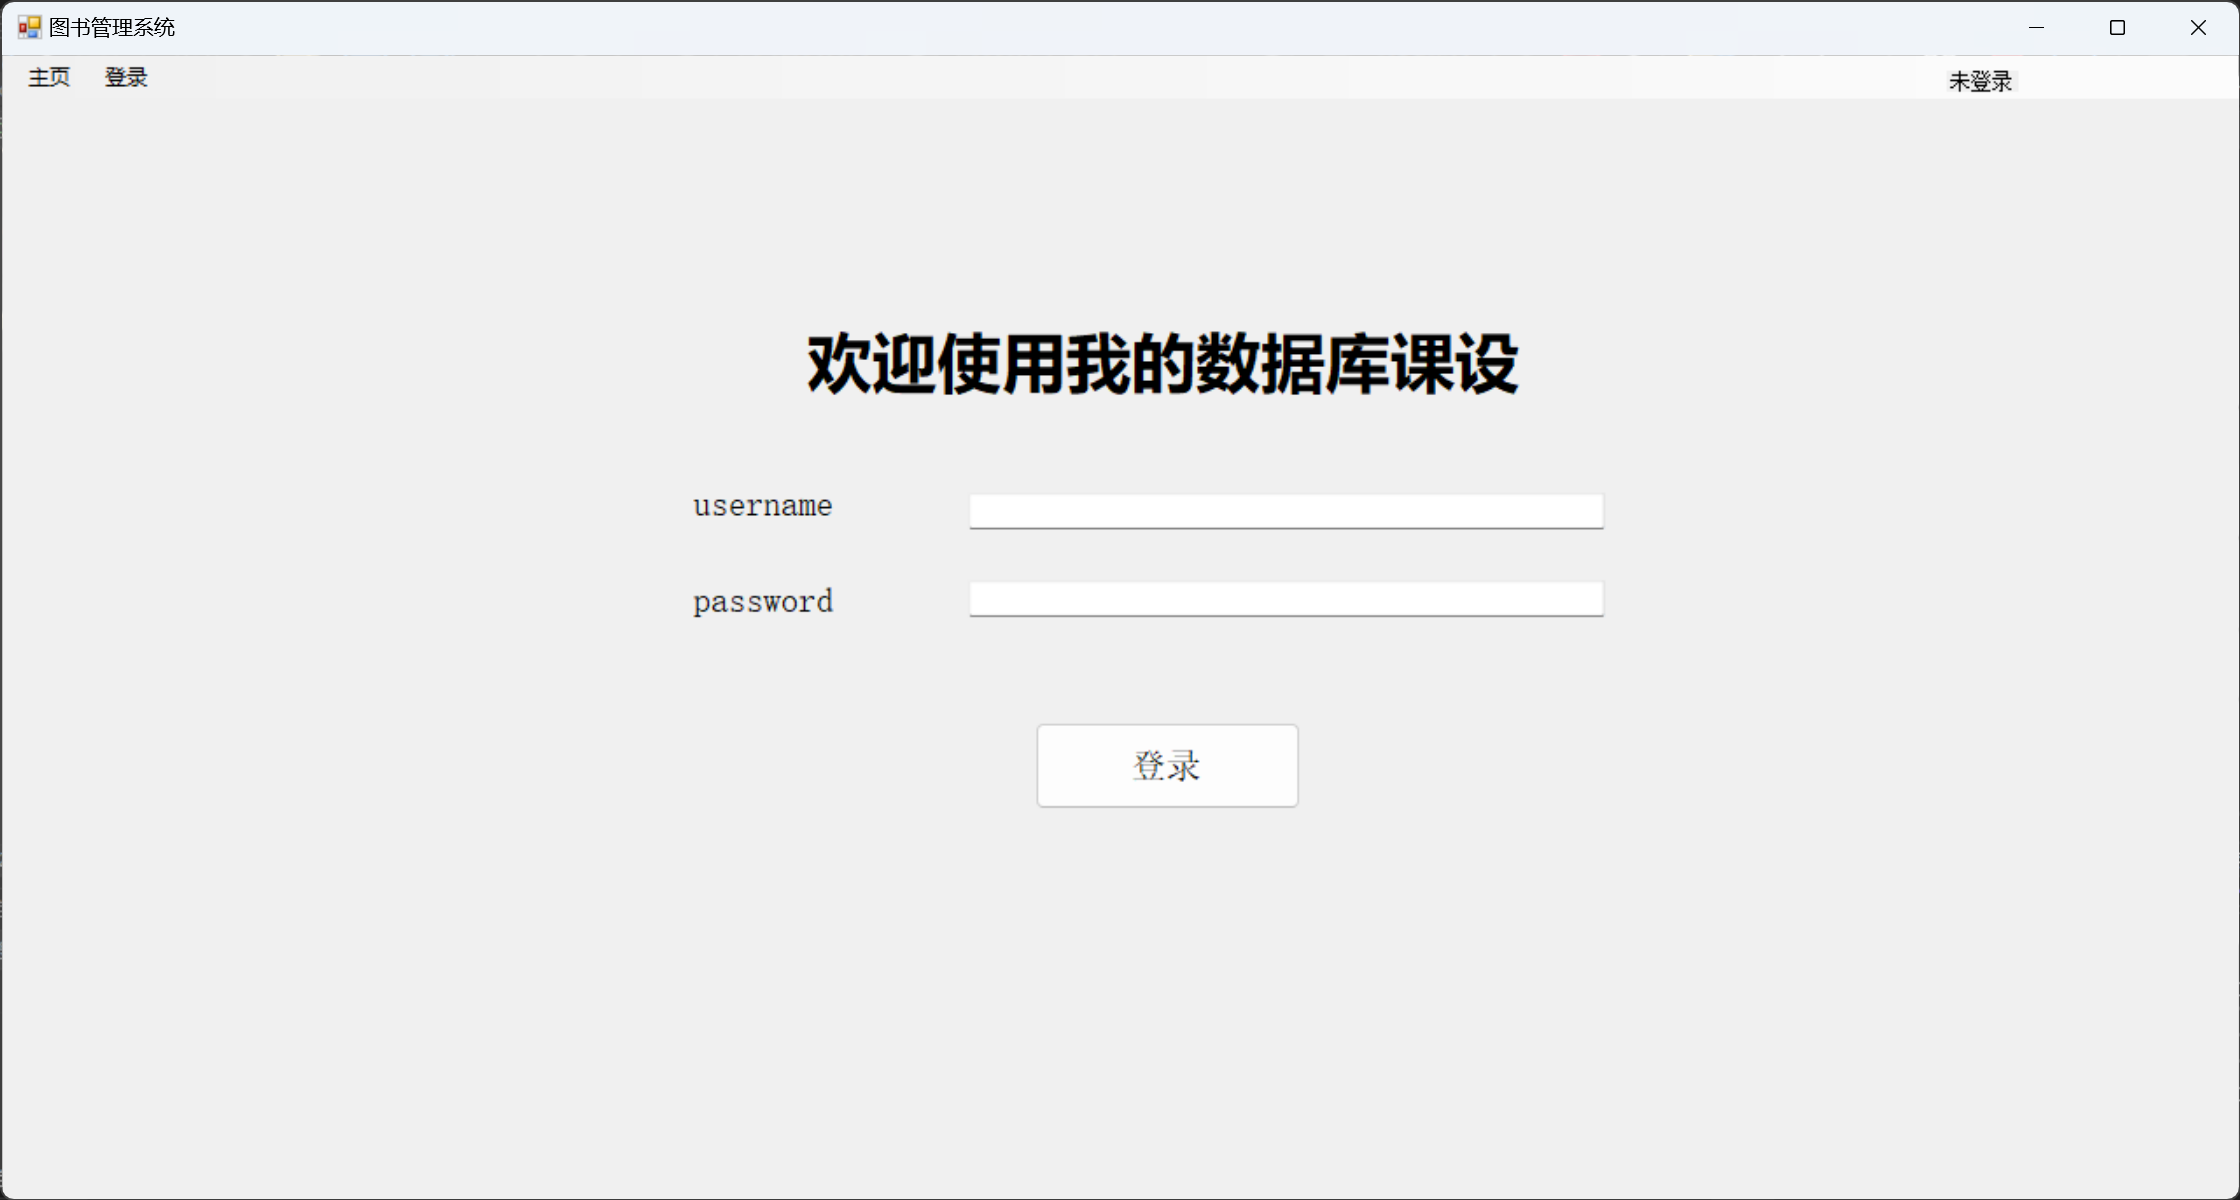 图书管理系统
主页 登录 未登录
欢迎使用我的数据库课设
username
password
登录